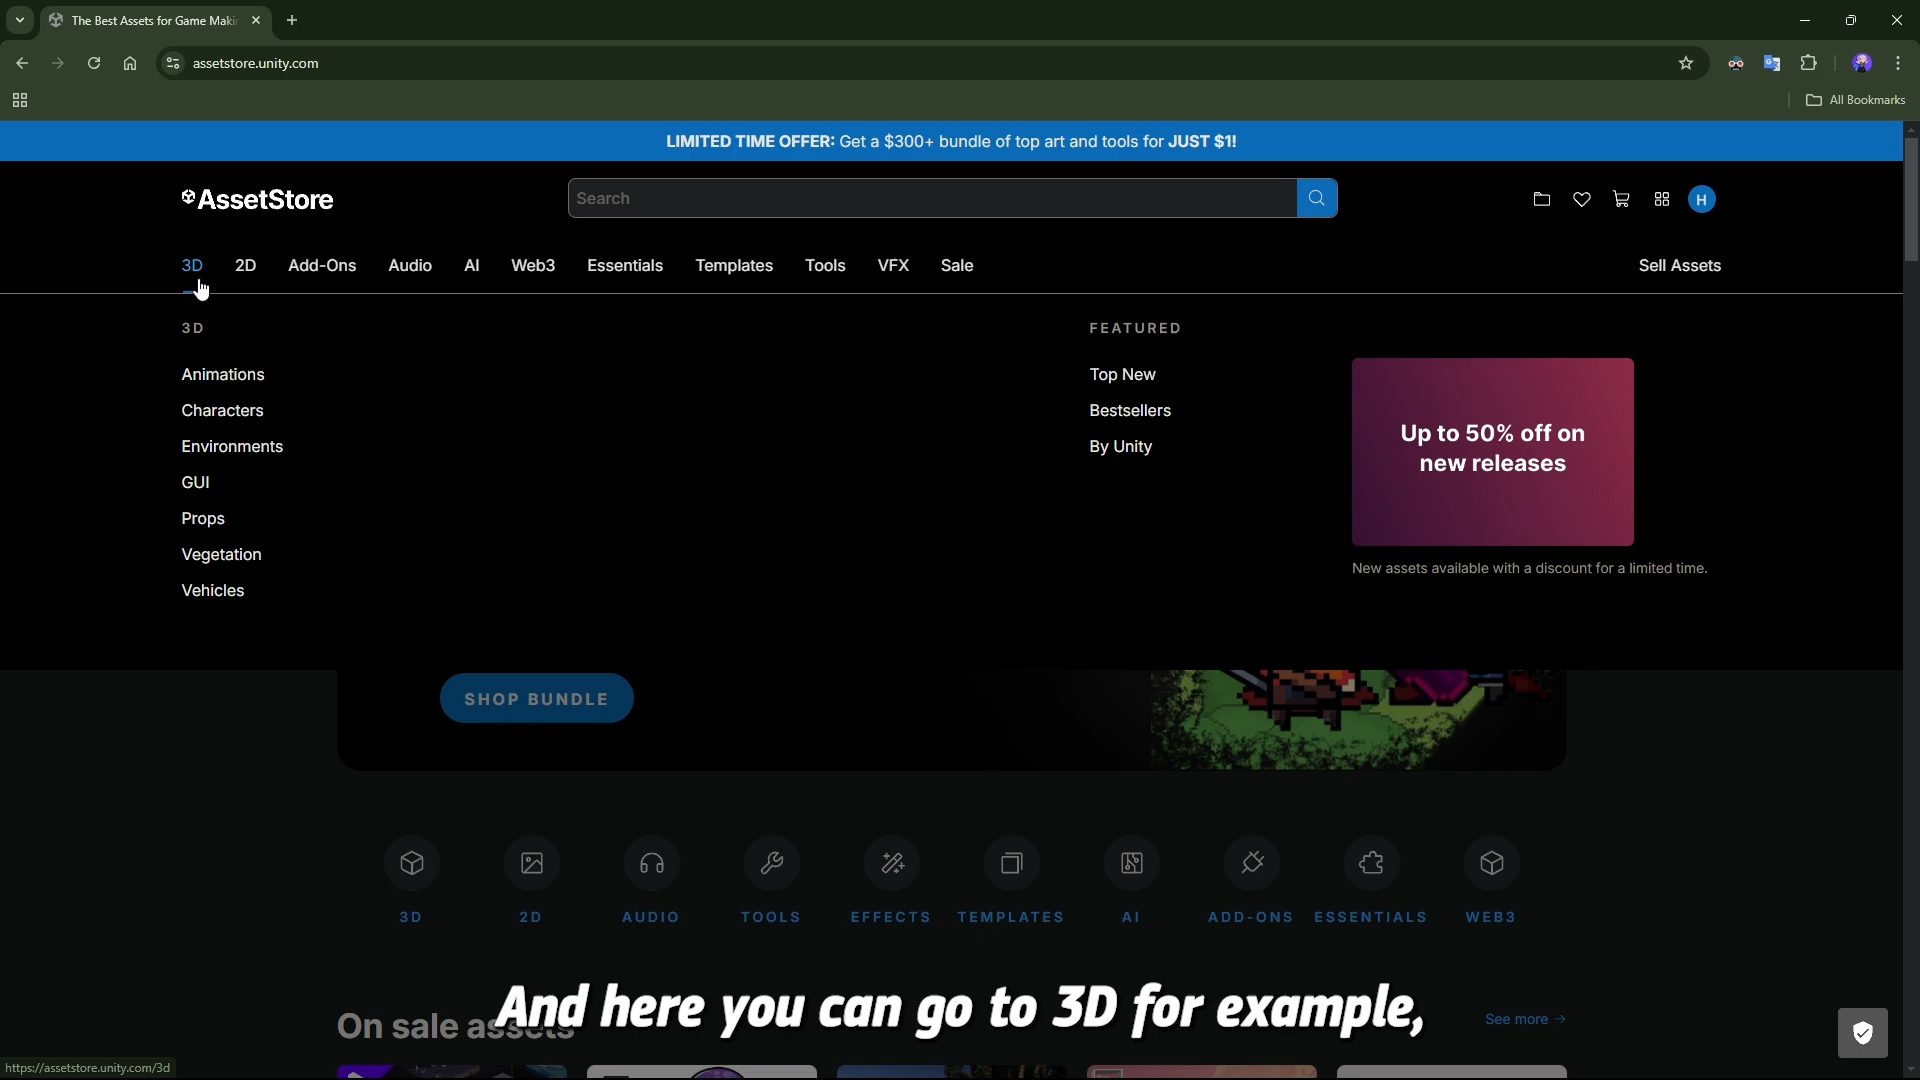 The Best Assets for Game Makin
assetstore.unity.com
All Bookmarks
LIMITED TIME OFFER: Get a $300+ bundle of top art and tools for JUST $1!
AssetStore
Search
H
3D 2D Add-Ons Audio AI Web3 Essentials Templates Tools VFX Sale Sell Assets
3D
Animations
Characters
Environments
GUI
Props
Vegetation
Vehicles
FEATURED
Top New
Bestsellers
By Unity
Up to 50% off on
new releases
New assets available with a discount for a limited time.
SHOP BUNDLE
3D 2D AUDIO TOOLS EFFECTS TEMPLATES AI ADD-ONS ESSENTIALS WEB3
On sale assets
See more →
And here you can go to 3D for example,
https://assetstore.unity.com/3d